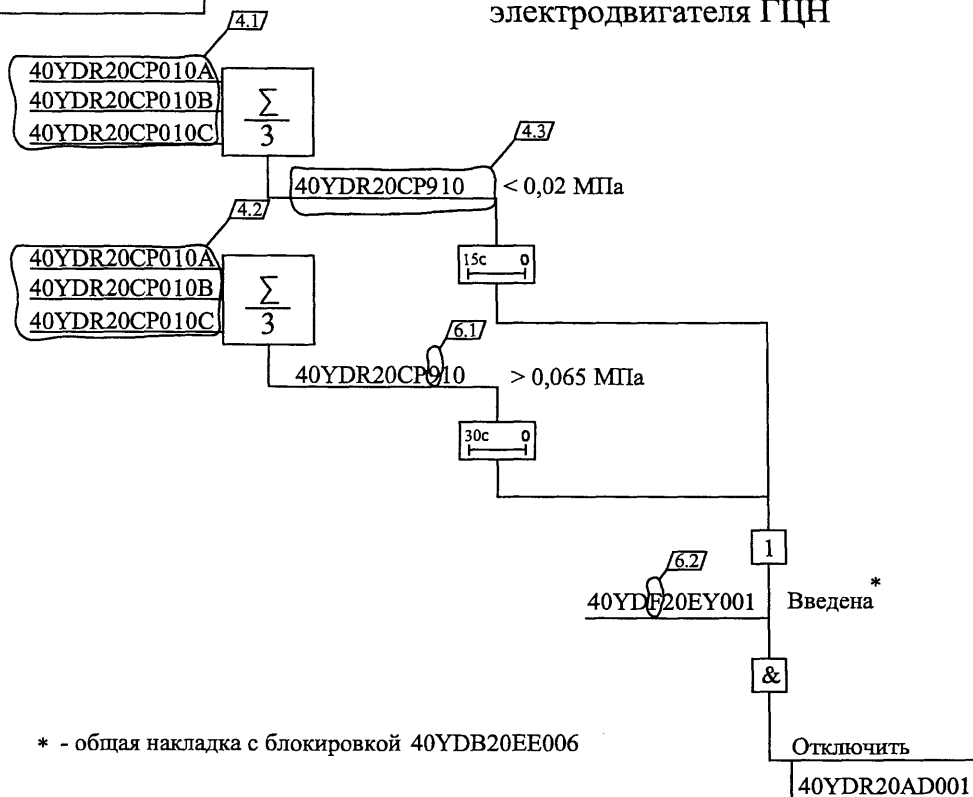 электродвигателя ГЦН
4.1
40YDR20CP010A
40YDR20CP010B
40YDR20CP010C
Σ
3
4.3
40YDR20CP910 < 0,02 МПа
4.2
40YDR20CP010A
40YDR20CP010B
40YDR20CP010C
Σ
3
15с 0
6.1
40YDR20CP910 > 0,065 МПа
30с 0
1
6.2
40YDF20EY001 Введена*
&
* - общая накладка с блокировкой 40YDB20EE006
Отключить
40YDR20AD001